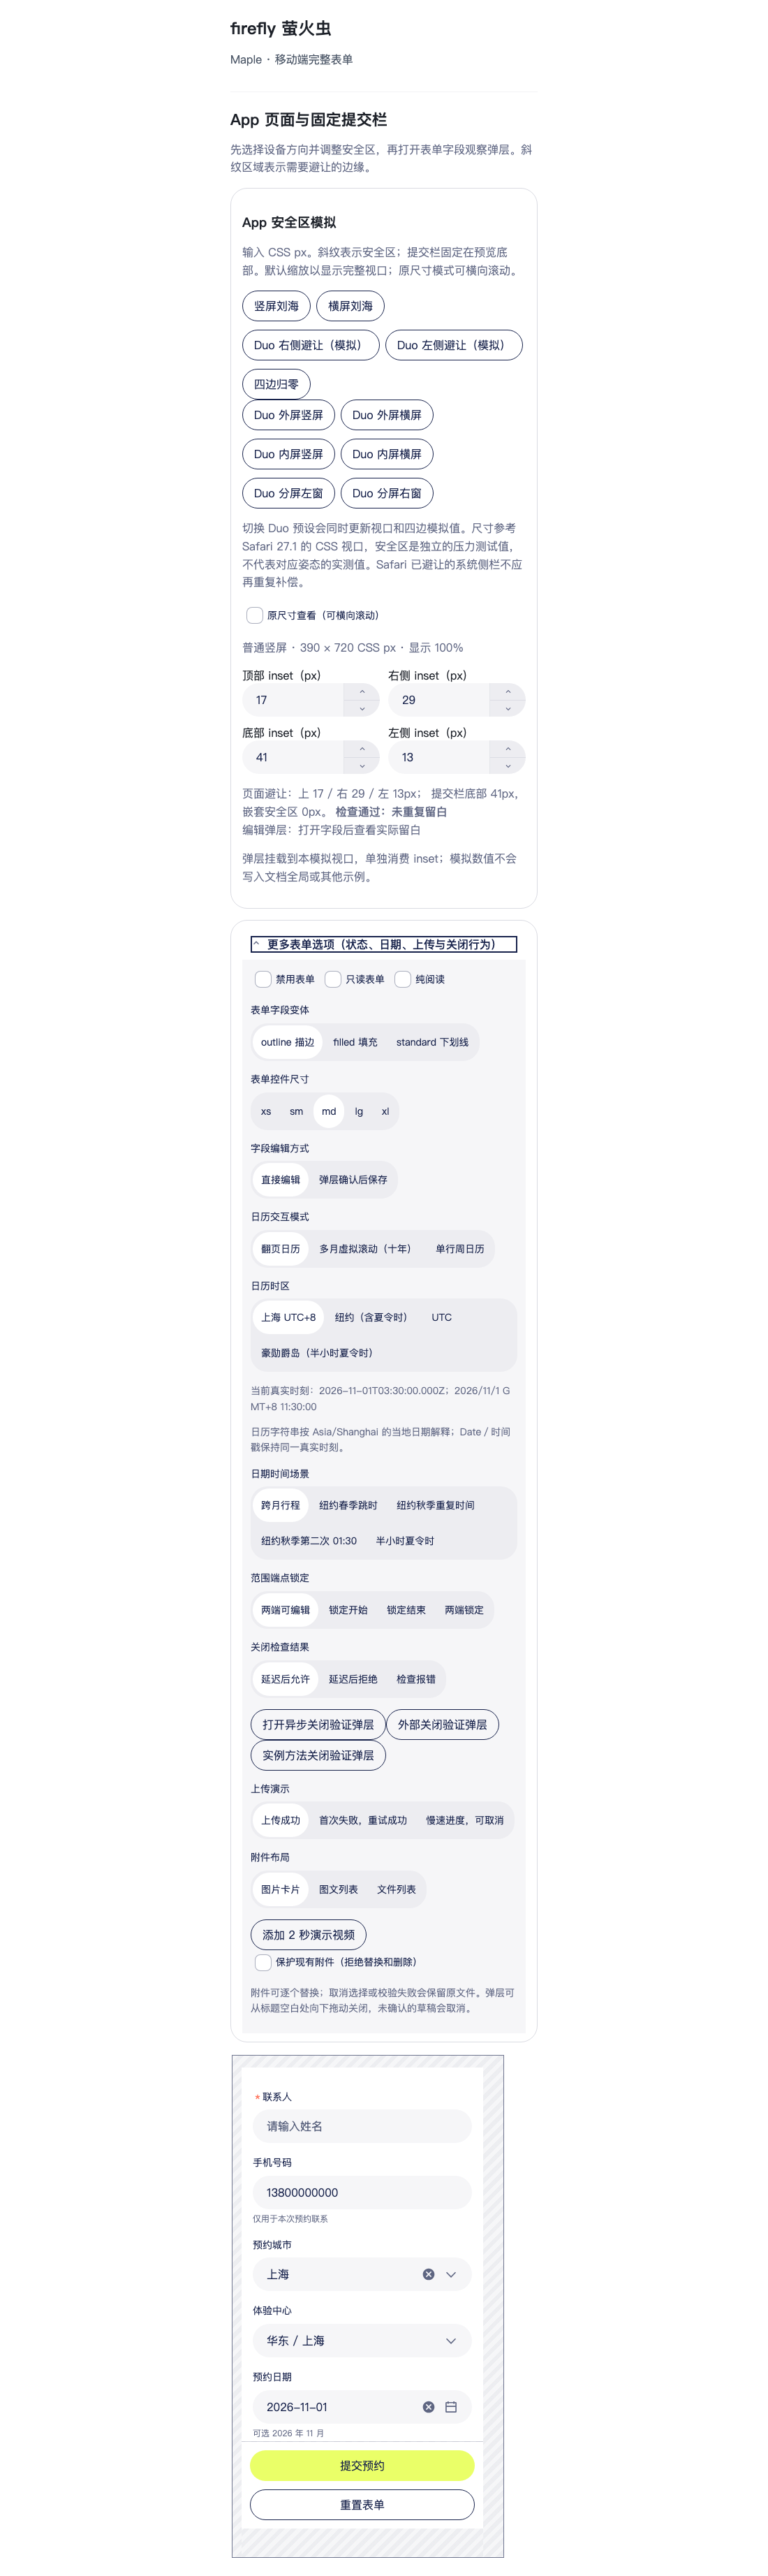 firefly 萤火虫
Maple · 移动端完整表单
App 页面与固定提交栏
先选择设备方向并调整安全区，再打开表单字段观察弹层。斜
纹区域表示需要避让的边缘。
App 安全区模拟
输入 CSS px。斜纹表示安全区；提交栏固定在预览底
部。默认缩放以显示完整视口；原尺寸模式可横向滚动。
竖屏刘海 横屏刘海
Duo 右侧避让（模拟） Duo 左侧避让（模拟）
四边归零
Duo 外屏竖屏 Duo 外屏横屏
Duo 内屏竖屏 Duo 内屏横屏
Duo 分屏左窗 Duo 分屏右窗
切换 Duo 预设会同时更新视口和四边模拟值。尺寸参考
Safari 27.1 的 CSS 视口，安全区是独立的压力测试值，
不代表对应姿态的实测值。Safari 已避让的系统侧栏不应
再重复补偿。
原尺寸查看（可横向滚动）
普通竖屏 · 390 × 720 CSS px · 显示 100%
顶部 inset（px） 右侧 inset（px）
17 29
底部 inset（px） 左侧 inset（px）
41 13
页面避让：上 17 / 右 29 / 左 13px； 提交栏底部 41px，
嵌套安全区 0px。 检查通过：未重复留白
编辑弹层：打开字段后查看实际留白
弹层挂载到本模拟视口，单独消费 inset；模拟数值不会
写入文档全局或其他示例。
更多表单选项（状态、日期、上传与关闭行为）
禁用表单 只读表单 纯阅读
表单字段变体
outline 描边 filled 填充 standard 下划线
表单控件尺寸
xs sm md lg xl
字段编辑方式
直接编辑 弹层确认后保存
日历交互模式
翻页日历 多月虚拟滚动（十年） 单行周日历
日历时区
上海 UTC+8 纽约（含夏令时） UTC
豪勋爵岛（半小时夏令时）
当前真实时刻：2026-11-01T03:30:00.000Z；2026/11/1 G
MT+8 11:30:00
日历字符串按 Asia/Shanghai 的当地日期解释；Date / 时间
戳保持同一真实时刻。
日期时间场景
跨月行程 纽约春季跳时 纽约秋季重复时间
纽约秋季第二次 01:30 半小时夏令时
范围端点锁定
两端可编辑 锁定开始 锁定结束 两端锁定
关闭检查结果
延迟后允许 延迟后拒绝 检查报错
打开异步关闭验证弹层 外部关闭验证弹层
实例方法关闭验证弹层
上传演示
上传成功 首次失败，重试成功 慢速进度，可取消
附件布局
图片卡片 图文列表 文件列表
添加 2 秒演示视频
保护现有附件（拒绝替换和删除）
附件可逐个替换；取消选择或校验失败会保留原文件。弹层可
从标题空白处向下拖动关闭，未确认的草稿会取消。
* 联系人
请输入姓名
手机号码
13800000000
仅用于本次预约联系
预约城市
上海
体验中心
华东 / 上海
预约日期
2026-11-01
可选 2026 年 11 月
提交预约
重置表单